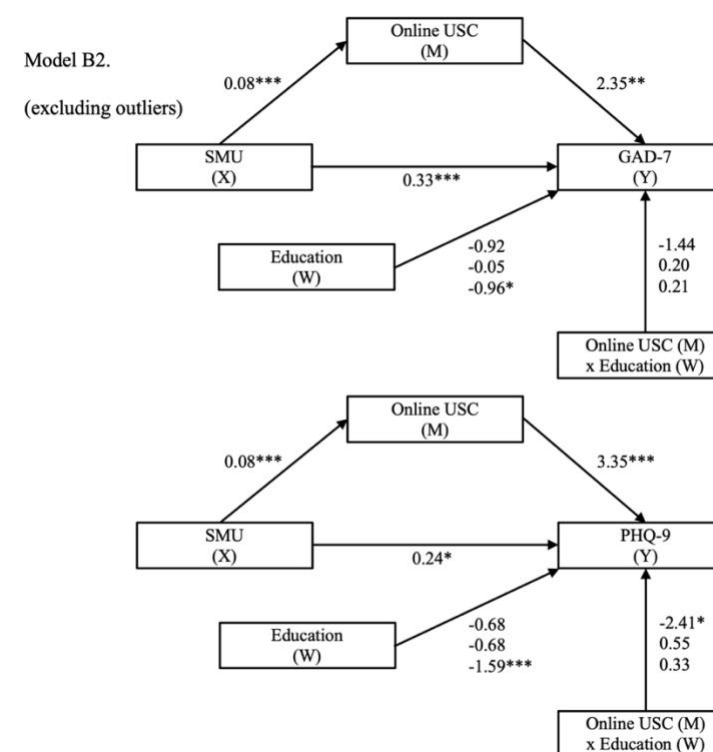 Model B2.
(excluding outliers)
Online USC
(M)
0.08***
2.35**
SMU
(X)
0.33***
GAD-7
(Y)
Education
(W)
-0.92
-0.05
-0.96*
-1.44
0.20
0.21
Online USC (M)
x Education (W)
Online USC
(M)
0.08***
3.35***
SMU
(X)
0.24*
PHQ-9
(Y)
Education
(W)
-0.68
-0.68
-1.59***
-2.41*
0.55
0.33
Online USC (M)
x Education (W)